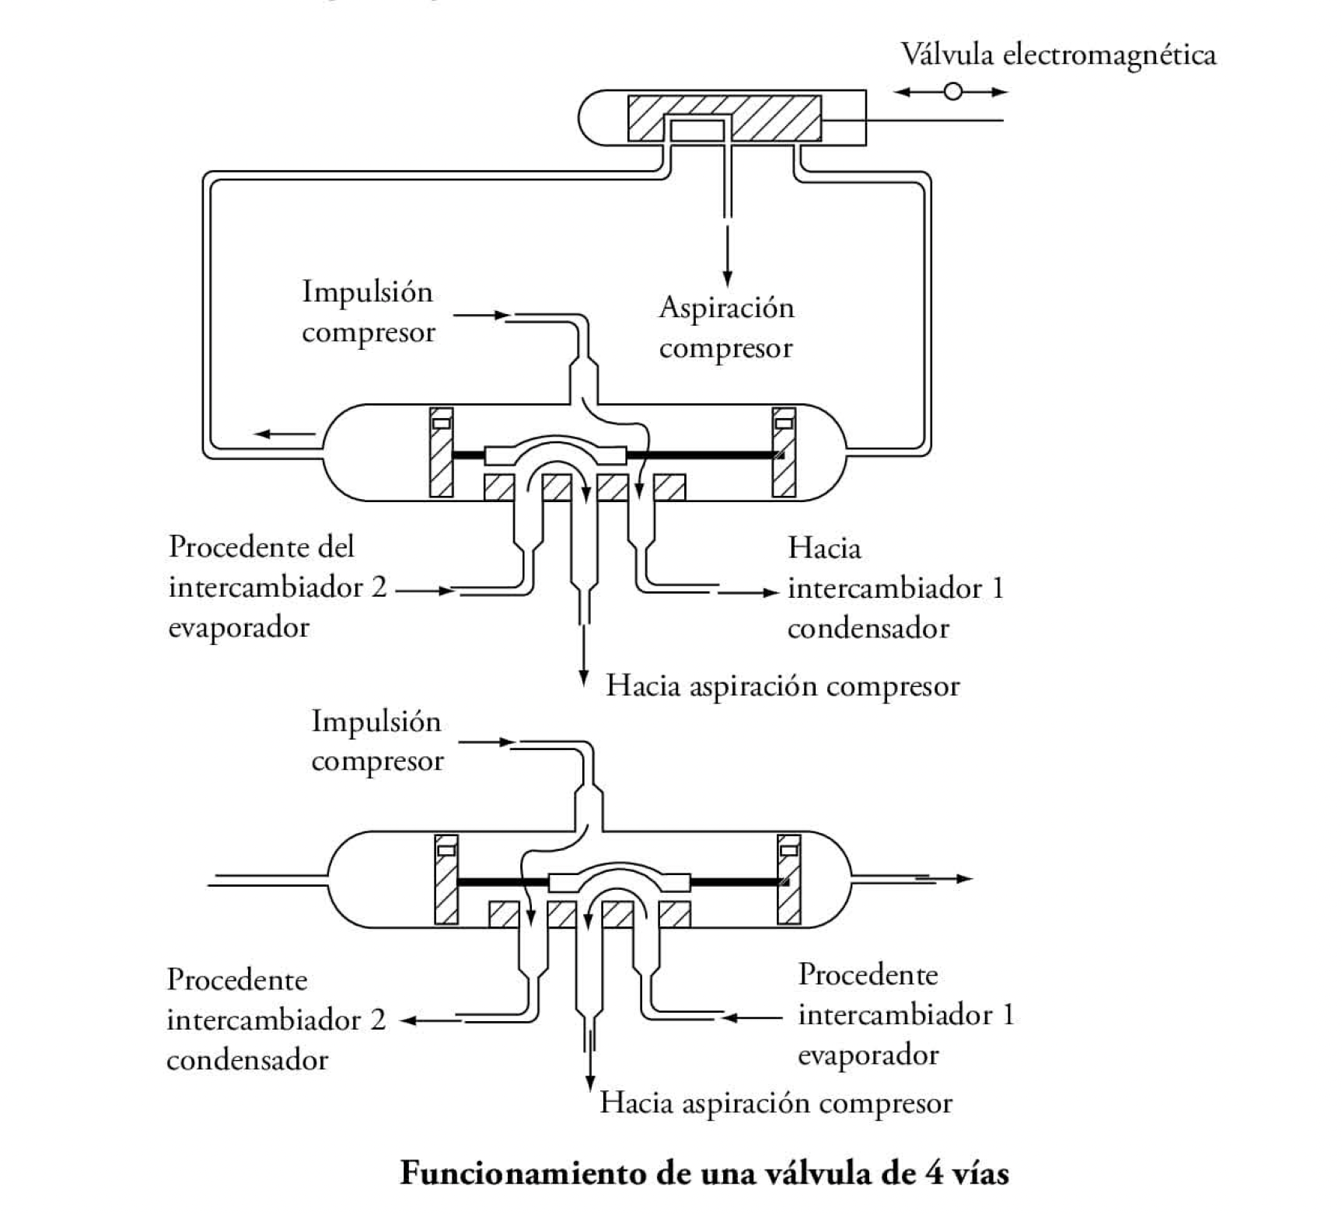 Válvula electromagnética
Impulsión
compresor
Aspiración
compresor
Procedente del
intercambiador 2
evaporador
Hacia
intercambiador 1
condensador
Hacia aspiración compresor
Impulsión
compresor
Procedente
intercambiador 2
condensador
Procedente
intercambiador 1
evaporador
Hacia aspiración compresor
Funcionamiento de una válvula de 4 vías